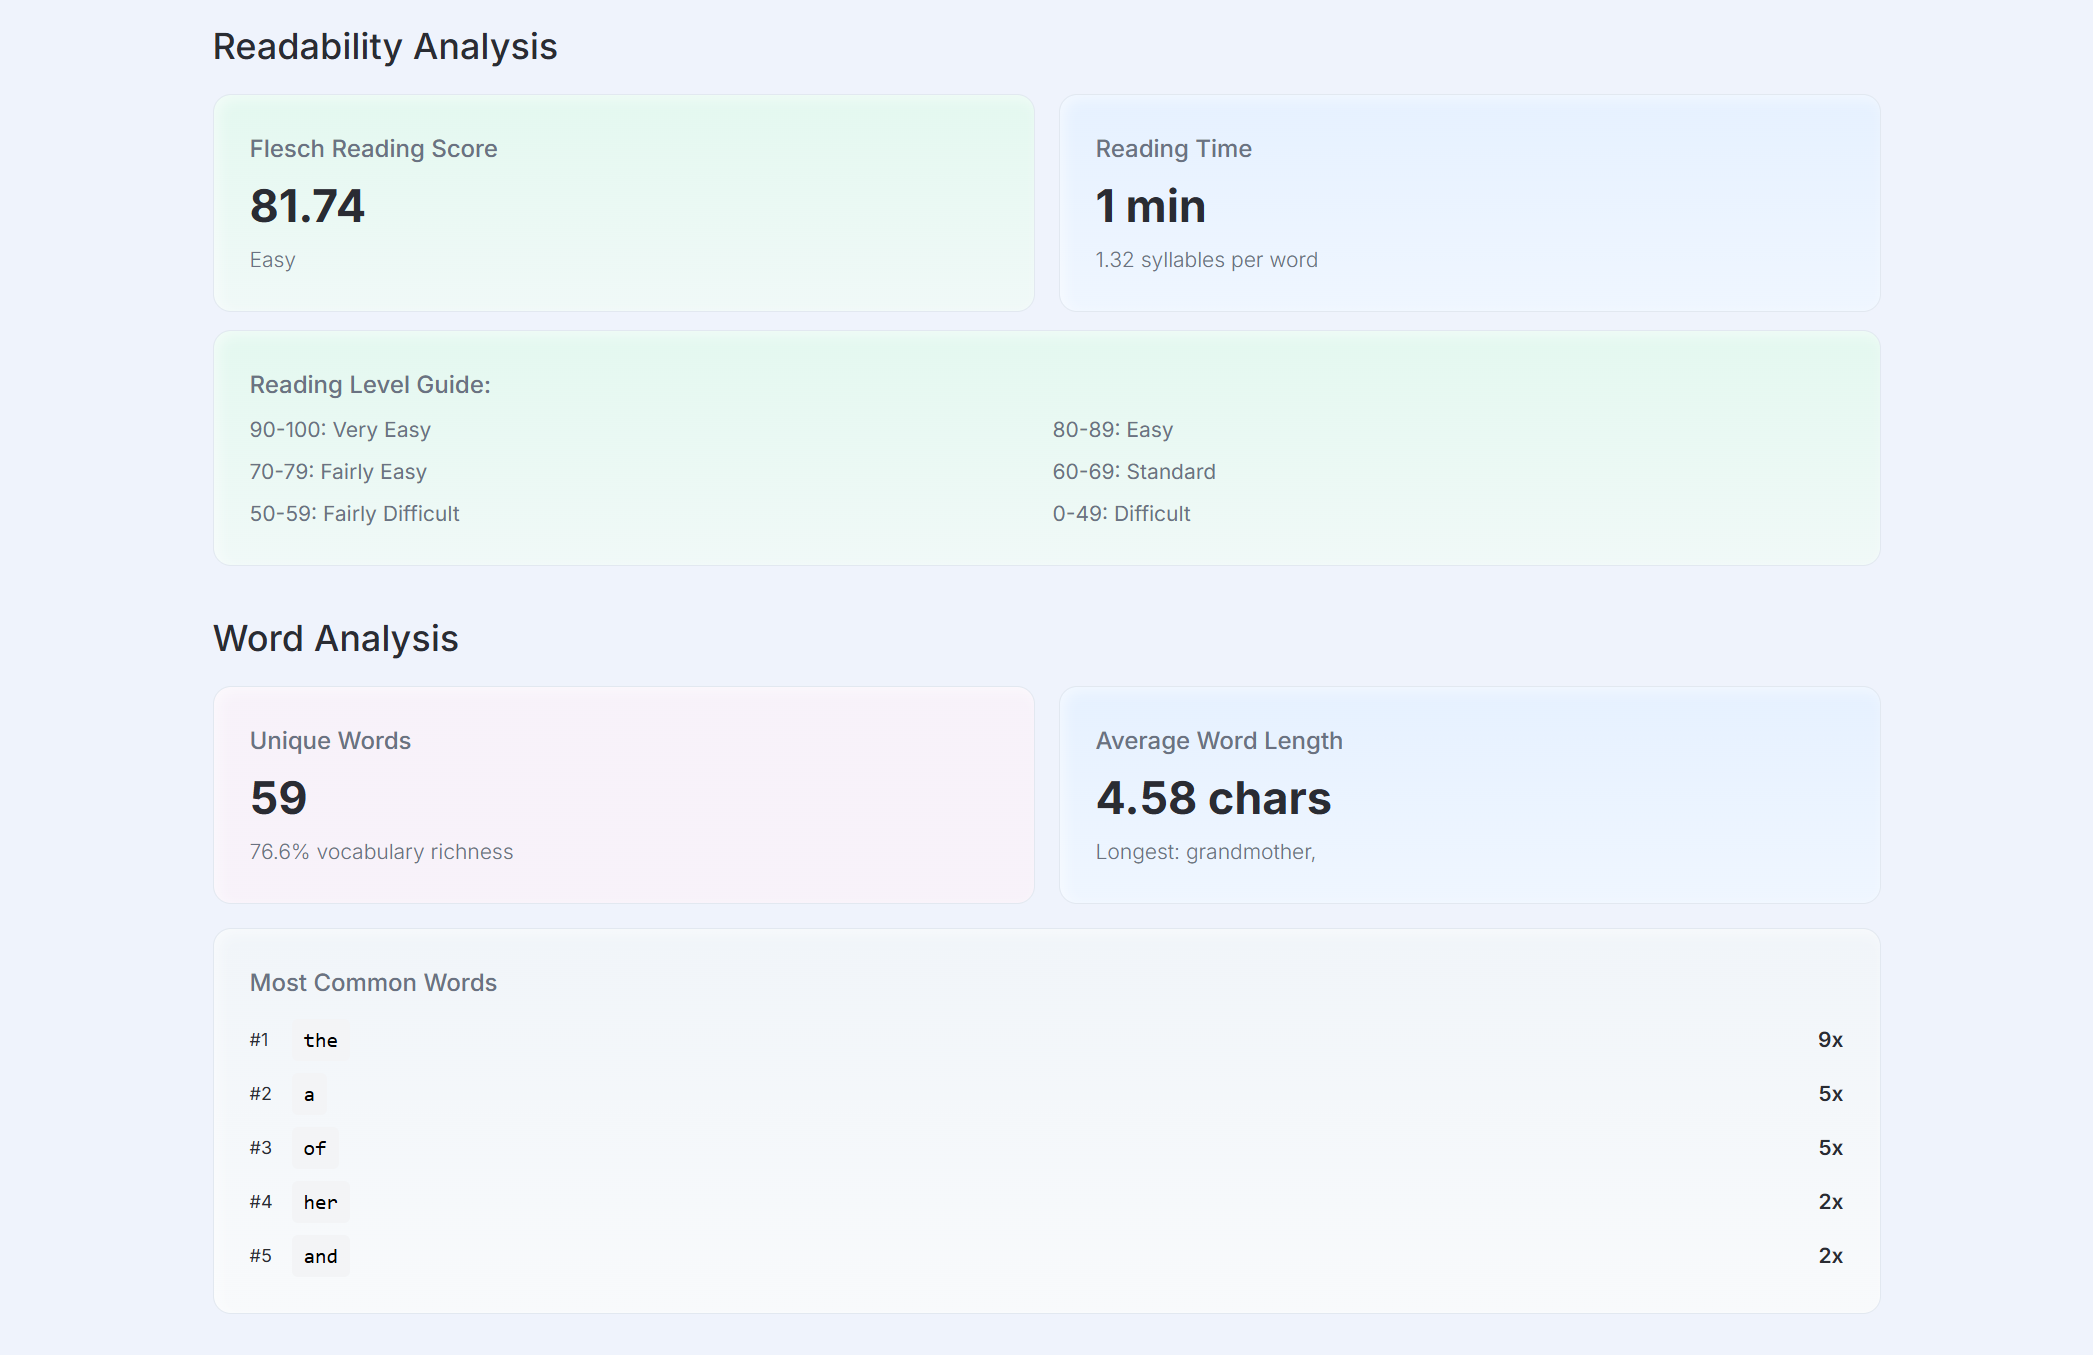 Readability Analysis
Flesch Reading Score
81.74
Easy
Reading Time
1 min
1.32 syllables per word
Reading Level Guide:
90-100: Very Easy
80-89: Easy
70-79: Fairly Easy
60-69: Standard
50-59: Fairly Difficult
0-49: Difficult
Word Analysis
Unique Words
59
76.6% vocabulary richness
Average Word Length
4.58 chars
Longest: grandmother,
Most Common Words
#1 the 9x
#2 a 5x
#3 of 5x
#4 her 2x
#5 and 2x